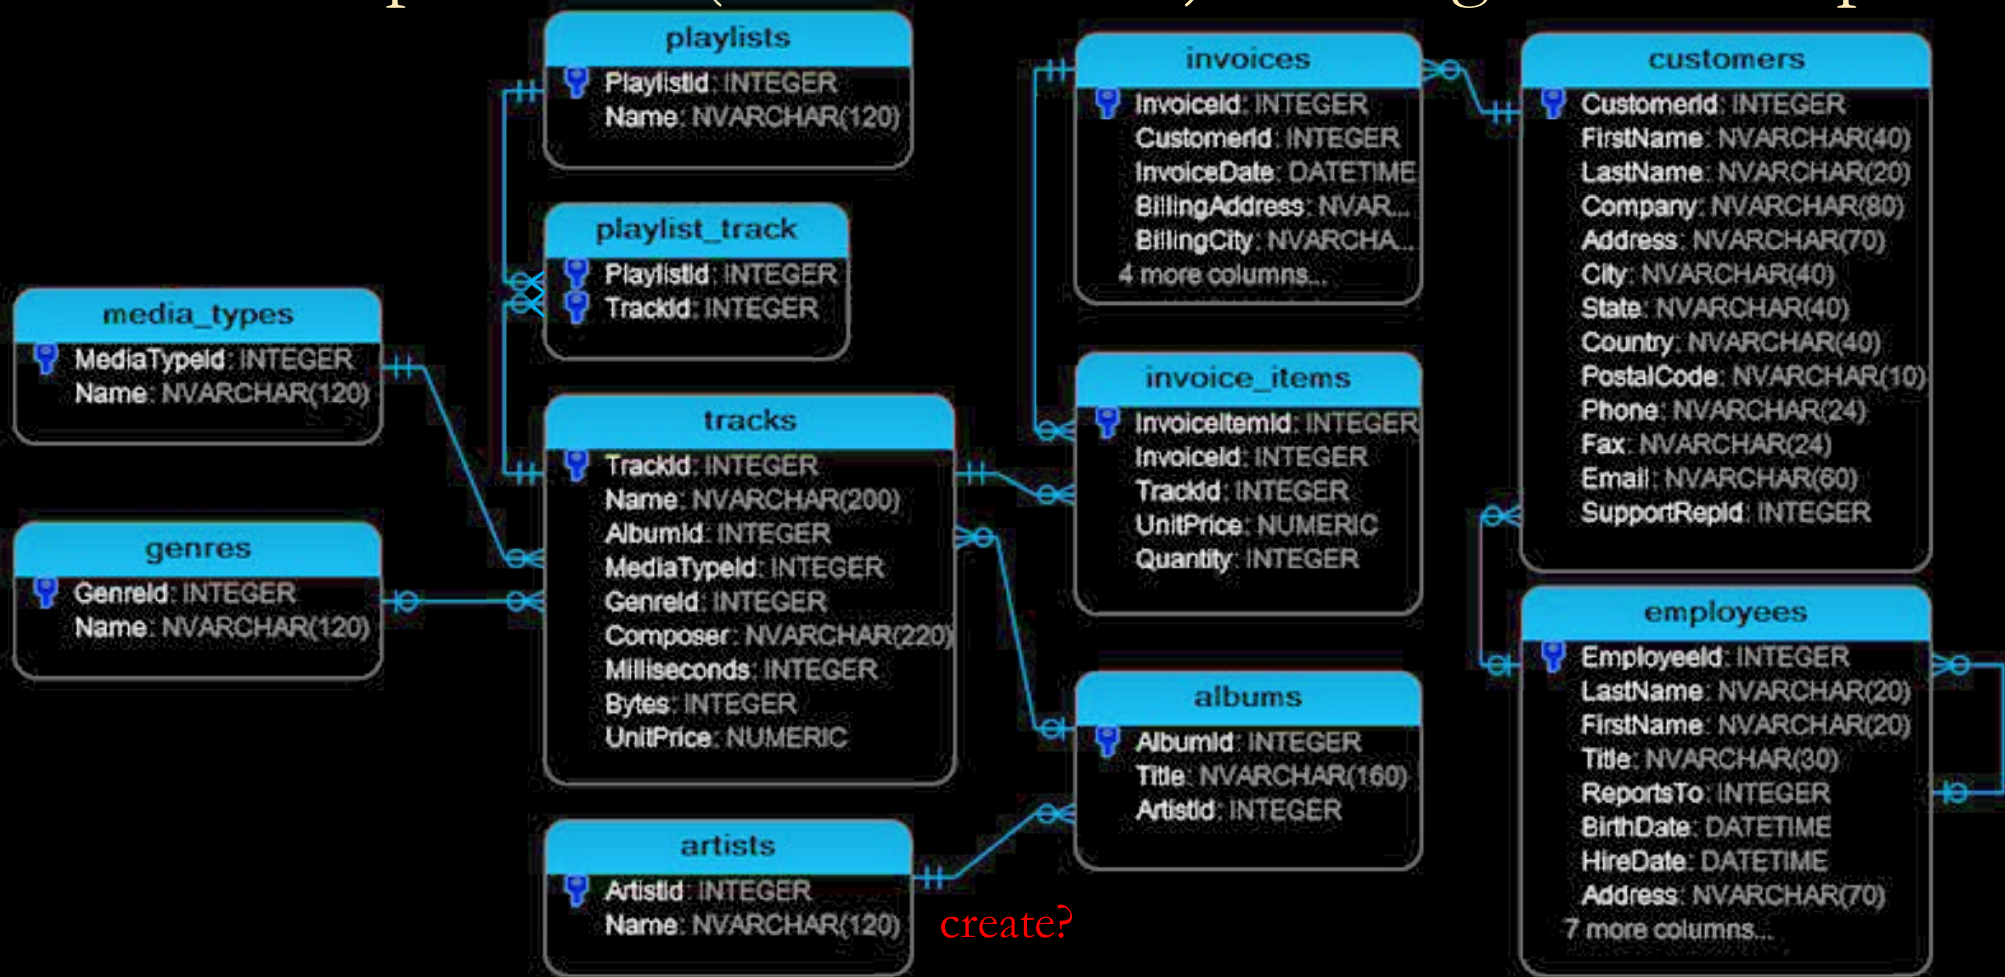 playlists
PlaylistId: INTEGER
Name: NVARCHAR(120)
playlist_track
PlaylistId: INTEGER
TrackId: INTEGER
media_types
MediaTypeId: INTEGER
Name: NVARCHAR(120)
genres
GenreId: INTEGER
Name: NVARCHAR(120)
tracks
TrackId: INTEGER
Name: NVARCHAR(200)
AlbumId: INTEGER
MediaTypeId: INTEGER
GenreId: INTEGER
Composer: NVARCHAR(220)
Milliseconds: INTEGER
Bytes: INTEGER
UnitPrice: NUMERIC
artists
ArtistId: INTEGER
Name: NVARCHAR(120)
create?
invoices
InvoiceId: INTEGER
CustomerId: INTEGER
InvoiceDate: DATETIME
BillingAddress: NVAR...
BillingCity: NVARCHA...
4 more columns...
invoice_items
InvoiceItemId: INTEGER
InvoiceId: INTEGER
TrackId: INTEGER
UnitPrice: NUMERIC
Quantity: INTEGER
albums
AlbumId: INTEGER
Title: NVARCHAR(160)
ArtistId: INTEGER
customers
CustomerId: INTEGER
FirstName: NVARCHAR(40)
LastName: NVARCHAR(20)
Company: NVARCHAR(80)
Address: NVARCHAR(70)
City: NVARCHAR(40)
State: NVARCHAR(40)
Country: NVARCHAR(40)
PostalCode: NVARCHAR(10)
Phone: NVARCHAR(24)
Fax: NVARCHAR(24)
Email: NVARCHAR(60)
SupportRepId: INTEGER
employees
EmployeeId: INTEGER
LastName: NVARCHAR(20)
FirstName: NVARCHAR(20)
Title: NVARCHAR(30)
ReportsTo: INTEGER
BirthDate: DATETIME
HireDate: DATETIME
Address: NVARCHAR(70)
7 more columns...